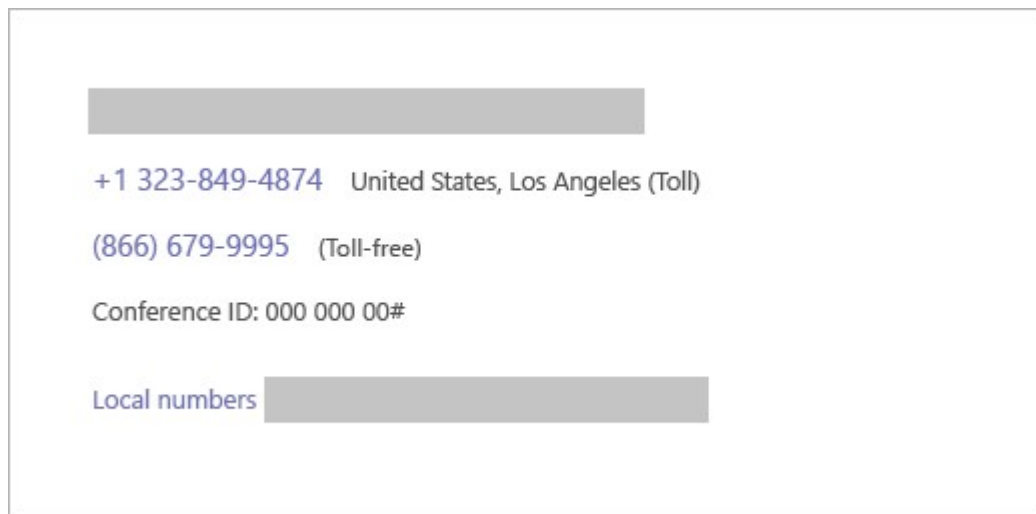 +1 323-849-4874 United States, Los Angeles (Toll)
(866) 679-9995 (Toll-free)
Conference ID: 000 000 00#
Local numbers